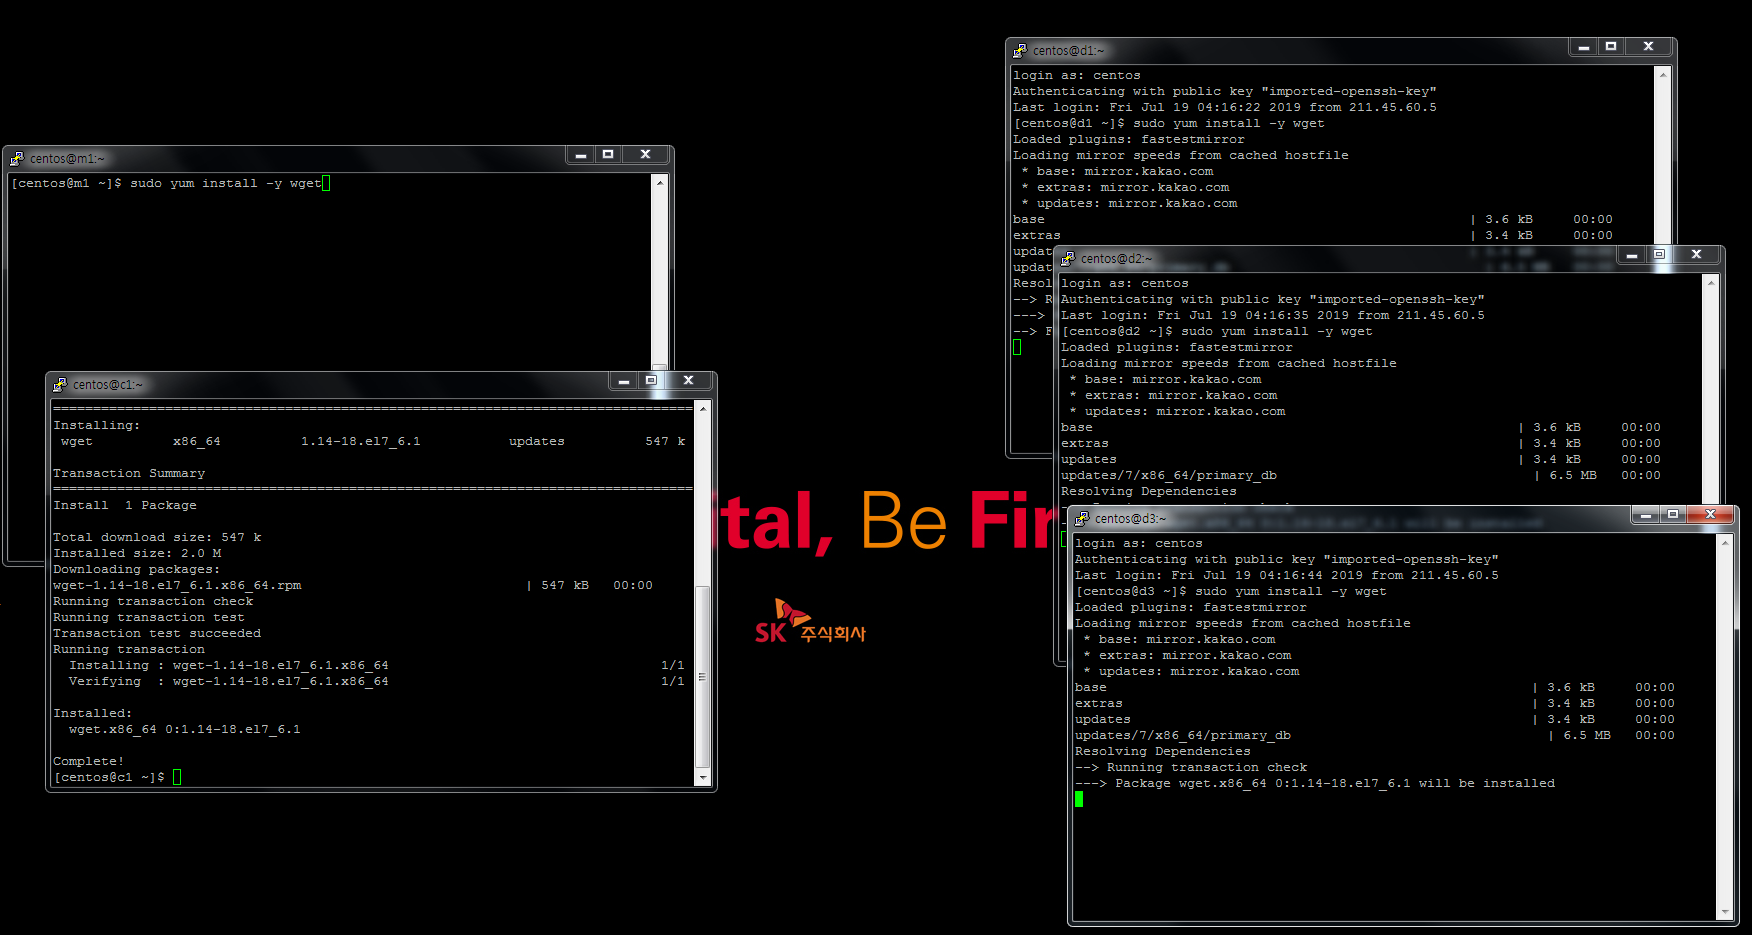 centos@m1:~
[centos@m1 ~]$ sudo yum install -y wget
centos@c1:~
Installing:
 wget          x86_64          1.14-18.el7_6.1          updates          547 k
Transaction Summary
Install  1 Package
Total download size: 547 k
Installed size: 2.0 M
Downloading packages:
wget-1.14-18.el7_6.1.x86_64.rpm                            | 547 kB   00:00
Running transaction check
Running transaction test
Transaction test succeeded
Running transaction
  Installing : wget-1.14-18.el7_6.1.x86_64                                  1/1
  Verifying  : wget-1.14-18.el7_6.1.x86_64                                  1/1
Installed:
  wget.x86_64 0:1.14-18.el7_6.1
Complete!
[centos@c1 ~]$
ital, Be Fir
SK 주식회사
centos@d1:~
login as: centos
Authenticating with public key "imported-openssh-key"
Last login: Fri Jul 19 04:16:22 2019 from 211.45.60.5
[centos@d1 ~]$ sudo yum install -y wget
Loaded plugins: fastestmirror
Loading mirror speeds from cached hostfile
 * base: mirror.kakao.com
 * extras: mirror.kakao.com
 * updates: mirror.kakao.com
base                                                     | 3.6 kB     00:00
extras                                                   | 3.4 kB     00:00
updat
updat
Resol
--> R
--->
--> F
centos@d2:~
login as: centos
Authenticating with public key "imported-openssh-key"
Last login: Fri Jul 19 04:16:35 2019 from 211.45.60.5
[centos@d2 ~]$ sudo yum install -y wget
Loaded plugins: fastestmirror
Loading mirror speeds from cached hostfile
 * base: mirror.kakao.com
 * extras: mirror.kakao.com
 * updates: mirror.kakao.com
base                                                     | 3.6 kB     00:00
extras                                                   | 3.4 kB     00:00
updates                                                  | 3.4 kB     00:00
updates/7/x86_64/primary_db                                | 6.5 MB   00:00
Resolving Dependencies
centos@d3:~
login as: centos
Authenticating with public key "imported-openssh-key"
Last login: Fri Jul 19 04:16:44 2019 from 211.45.60.5
[centos@d3 ~]$ sudo yum install -y wget
Loaded plugins: fastestmirror
Loading mirror speeds from cached hostfile
 * base: mirror.kakao.com
 * extras: mirror.kakao.com
 * updates: mirror.kakao.com
base                                                     | 3.6 kB     00:00
extras                                                   | 3.4 kB     00:00
updates                                                  | 3.4 kB     00:00
updates/7/x86_64/primary_db                                | 6.5 MB   00:00
Resolving Dependencies
--> Running transaction check
---> Package wget.x86_64 0:1.14-18.el7_6.1 will be installed